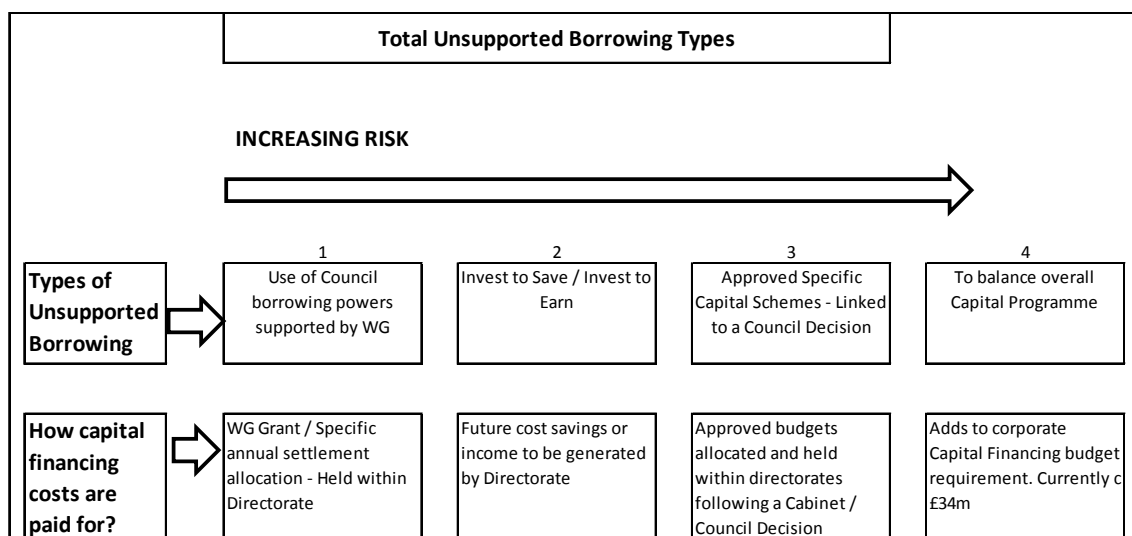 Total Unsupported Borrowing Types
INCREASING RISK
1
2
3
4
Types of
Unsupported
Borrowing
Use of Council
borrowing powers
supported by WG
Invest to Save / Invest to
Earn
Approved Specific
Capital Schemes - Linked
to a Council Decision
To balance overall
Capital Programme
How capital
financing
costs are
paid for?
WG Grant / Specific
annual settlement
allocation - Held within
Directorate
Future cost savings or
income to be generated
by Directorate
Approved budgets
allocated and held
within directorates
following a Cabinet /
Council Decision
Adds to corporate
Capital Financing budget
requirement. Currently c
£34m